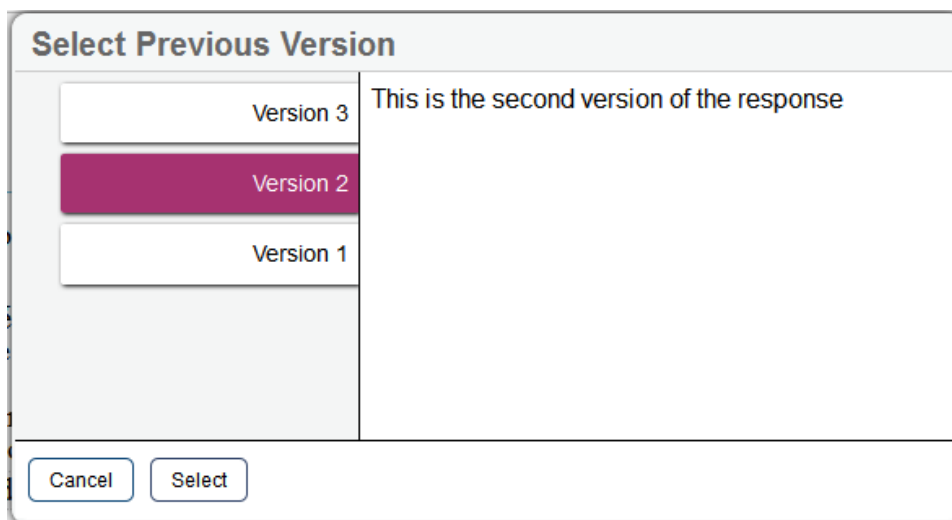 Select Previous Version
Version 3
Version 2
Version 1
This is the second version of the response
Cancel
Select